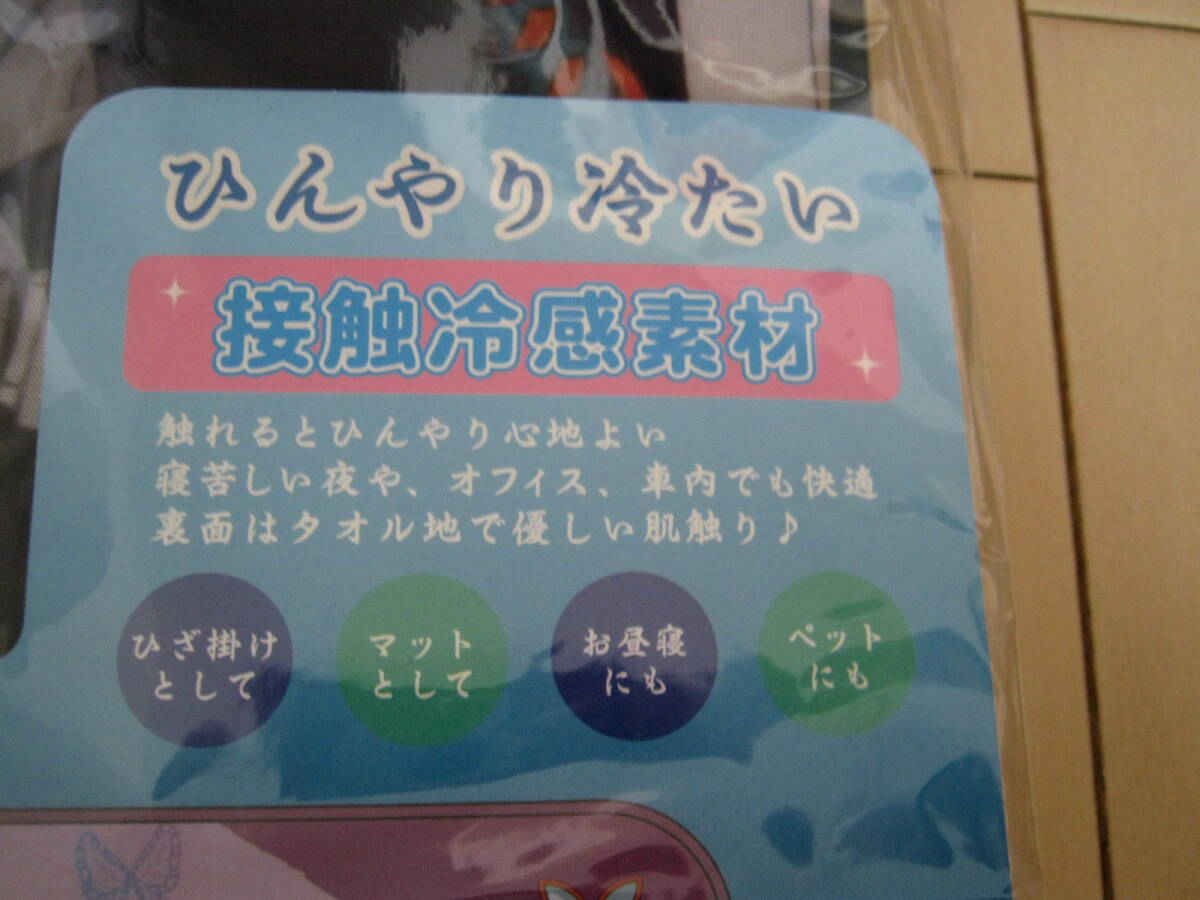 ひんやり冷たい
接触冷感素材
触れるとひんやり心地よい
寝苦しい夜や、オフィス、車内でも快適
裏面はタオル地で優しい肌触り♪
ひざ掛け
として
マット
として
お昼寝
にも
ペット
にも